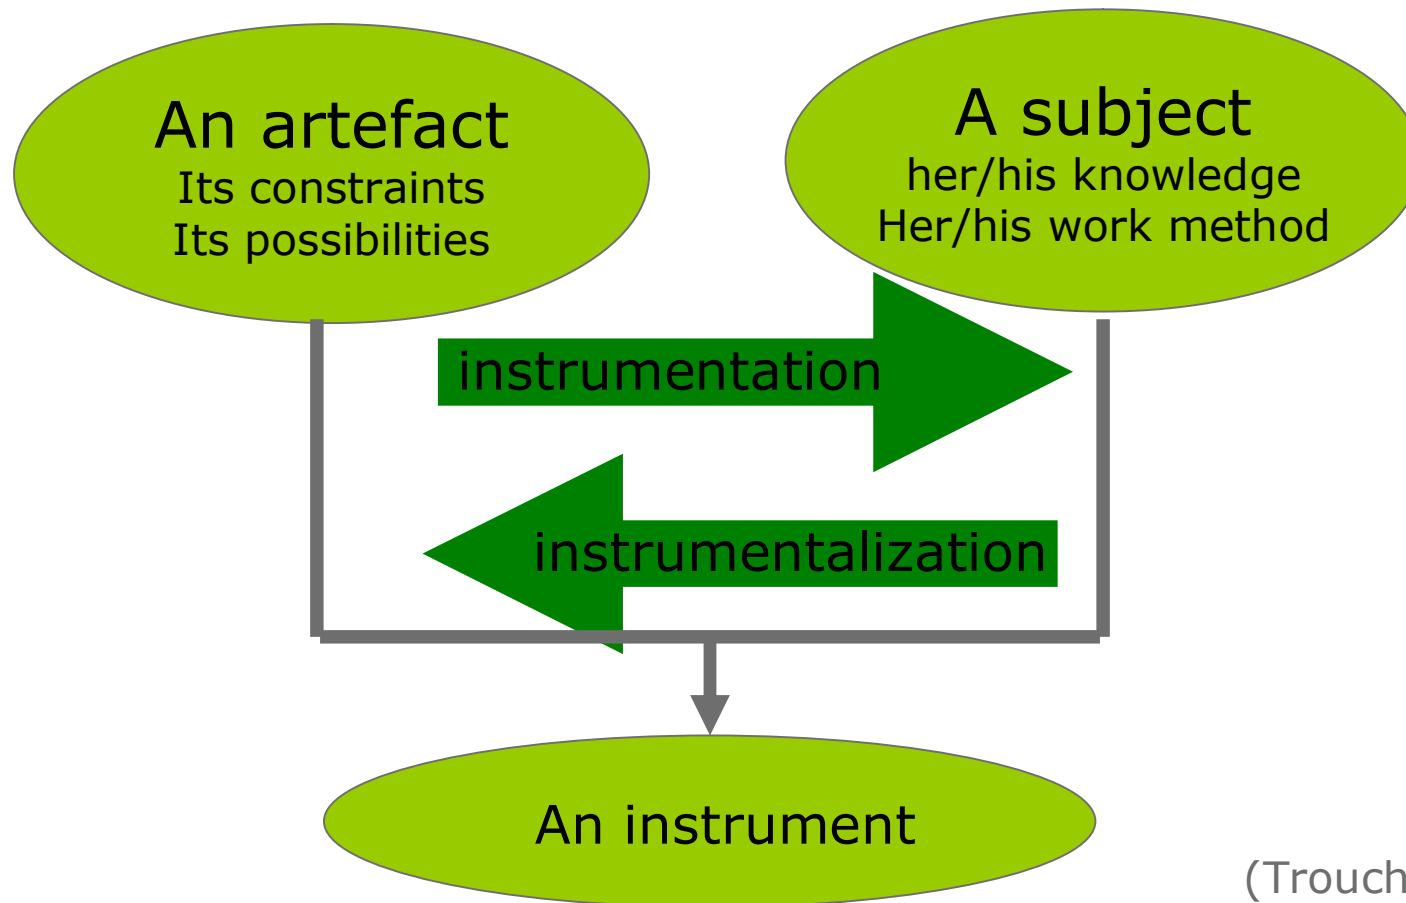 An artefact
Its constraints
Its possibilities
A subject
her/his knowledge
Her/his work method
instrumentation
instrumentalization
An instrument
(Trouch